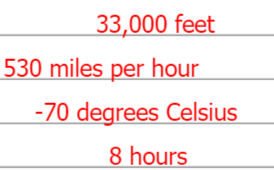 33,000 feet
530 miles per hour
-70 degrees Celsius
8 hours